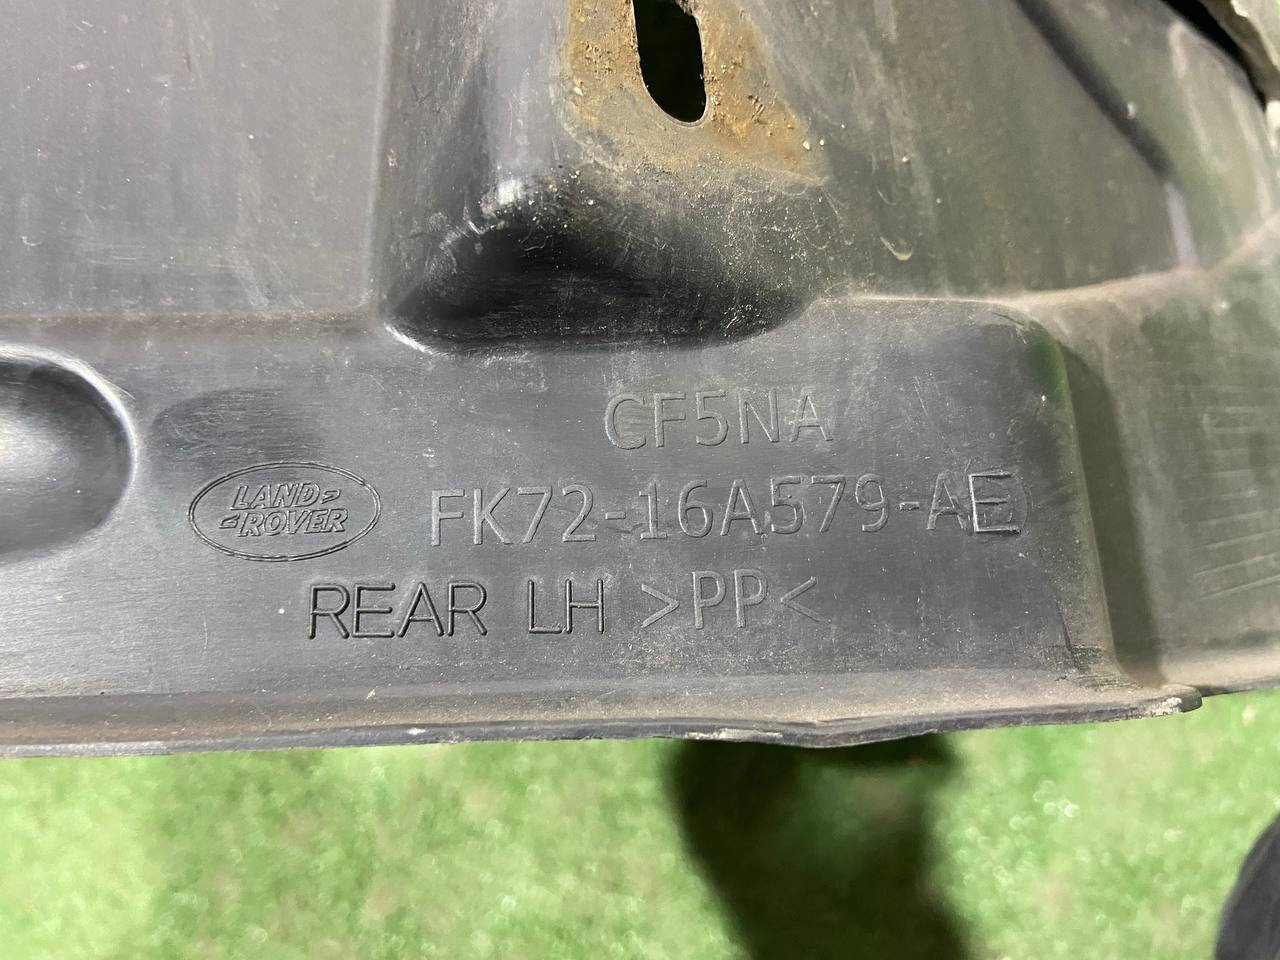 CF5NA
LAND
ROVER
FK72-16A579-AE
REAR LH >PP<